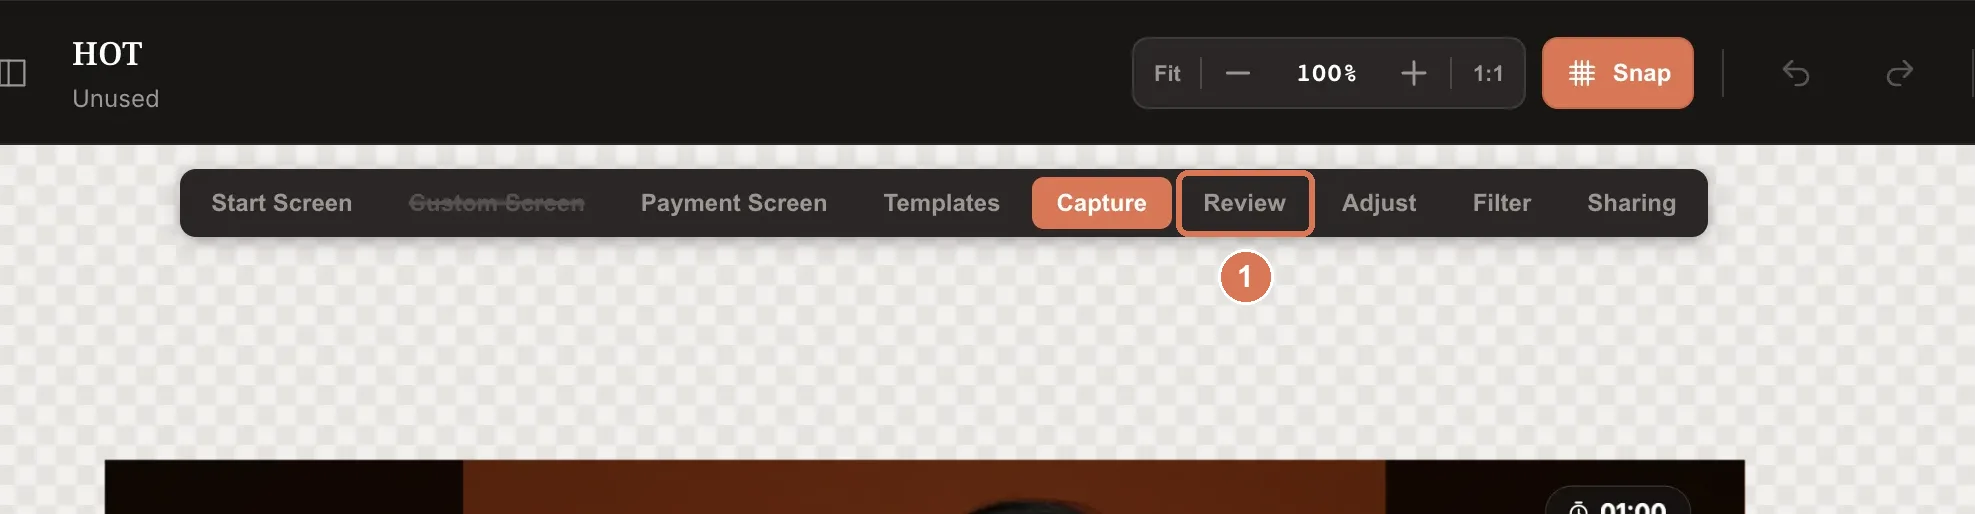 HOT
Unused
Fit 100% 1:1 Snap
Start Screen Custom Screen Payment Screen Templates Capture Review Adjust Filter Sharing
1
01:00